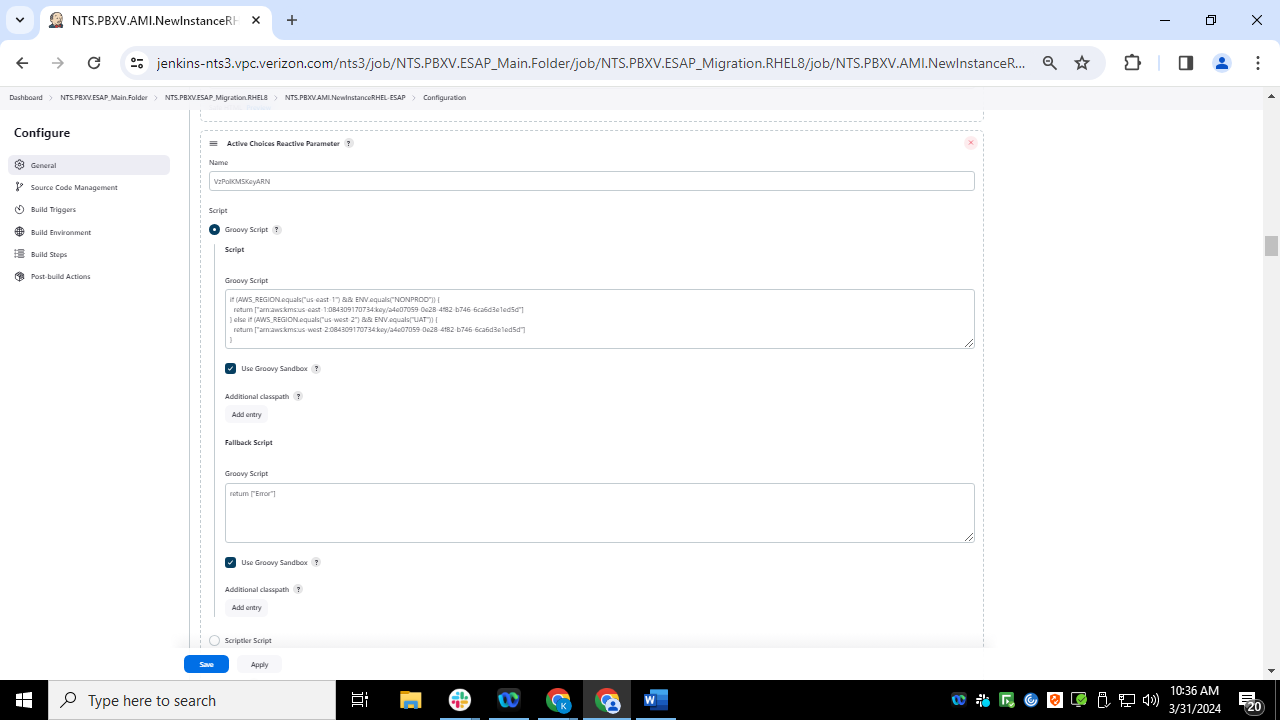 NTS.PBXV.AMI.NewInstanceRH
jenkins-nts3.vpc.verizon.com/nts3/job/NTS.PBXV.ESAP_Main.Folder/job/NTS.PBXV.ESAP_Migration.RHEL8/job/NTS.PBXV.AMI.NewInstanceR...
Dashboard > NTS.PBXV.ESAP_Main.Folder > NTS.PBXV.ESAP_Migration.RHEL8 > NTS.PBXV.AMI.NewInstanceRHEL-ESAP > Configuration
Configure
General
Source Code Management
Build Triggers
Build Environment
Build Steps
Post-build Actions
Active Choices Reactive Parameter ?
Name
VzPolKMSKeyARN
Script
Groovy Script ?
Script
Groovy Script
if (AWS_REGION.equals("us-east-1") && ENV.equals("NONPROD")) {
return ["arn:aws:kms:us-east-1:084309170734:key/a4e07059-0e28-4f82-b746-6ca6d3e1ed5d"]
} else if (AWS_REGION.equals("us-west-2") && ENV.equals("UAT")) {
return ["arn:aws:kms:us-west-2:084309170734:key/a4e07059-0e28-4f82-b746-6ca6d3e1ed5d"]
}
Use Groovy Sandbox ?
Additional classpath ?
Add entry
Fallback Script
Groovy Script
return ["Error"]
Use Groovy Sandbox ?
Additional classpath ?
Add entry
Scriptler Script
Save Apply
Type here to search
K
10:36 AM
3/31/2024
20